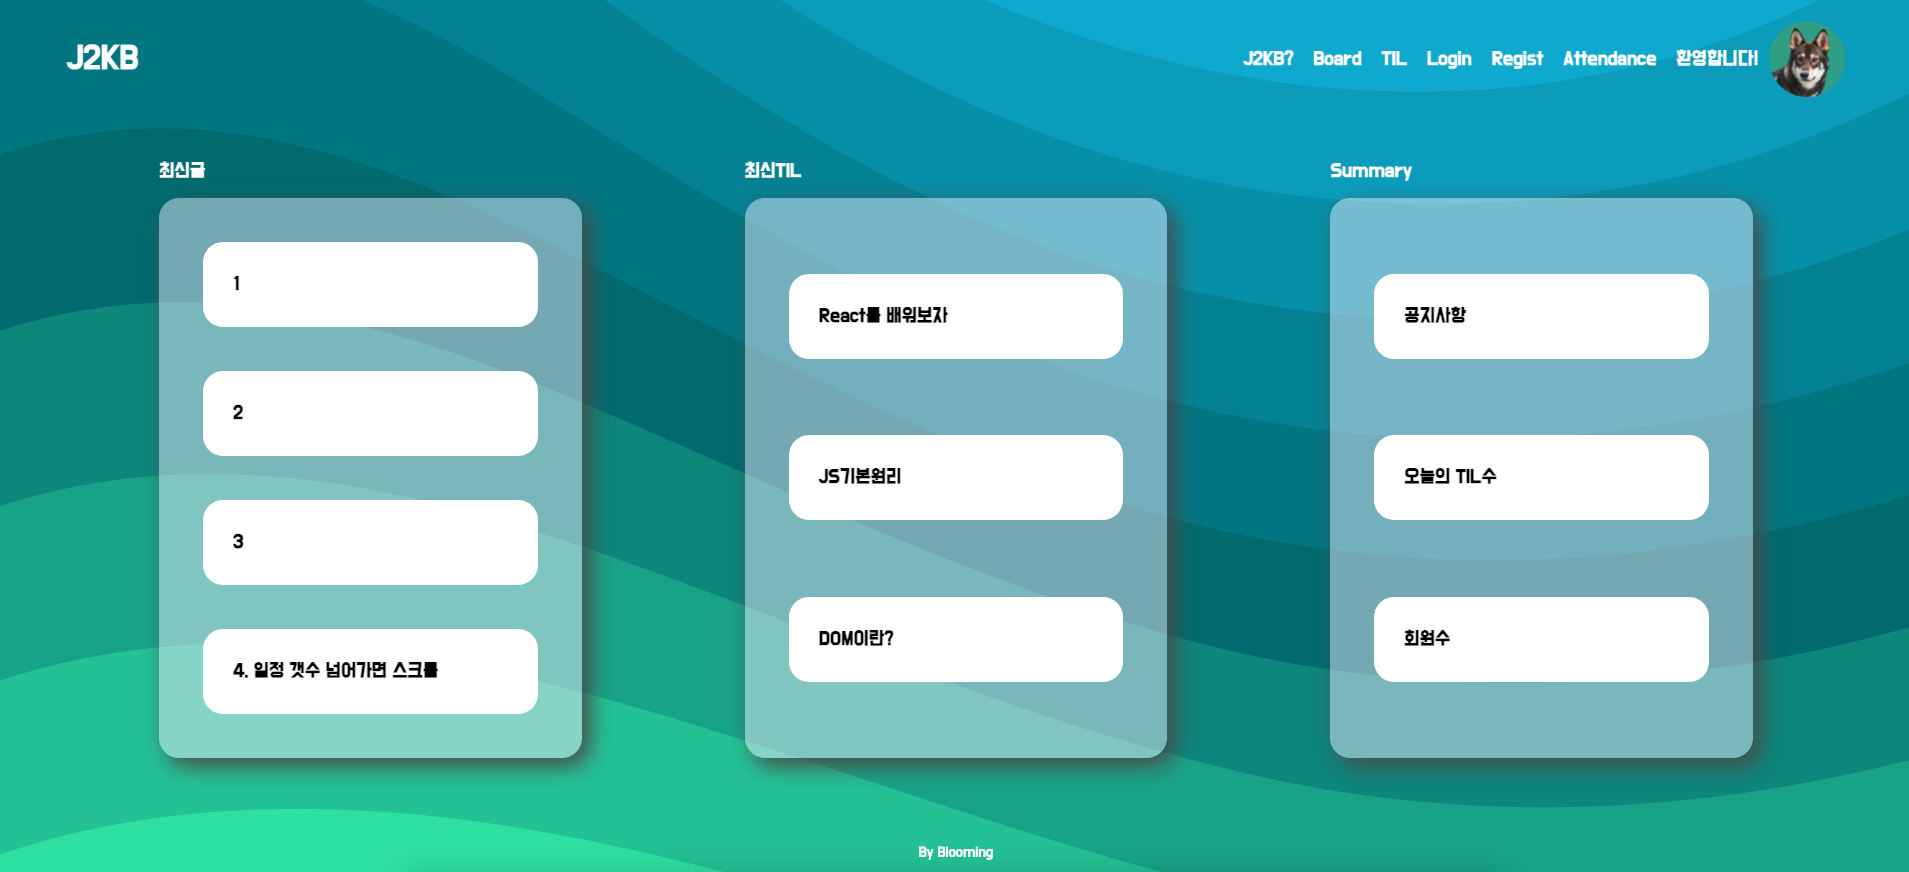 J2KB
J2KB? Board TIL Login Regist Attendance 환영합니다!
최신글
1
2
3
4. 일정 갯수 넘어가면 스크롤
최신TIL
React를 배워보자
JS기본원리
DOM이란?
Summary
공지사항
오늘의 TIL수
회원수
By Blooming